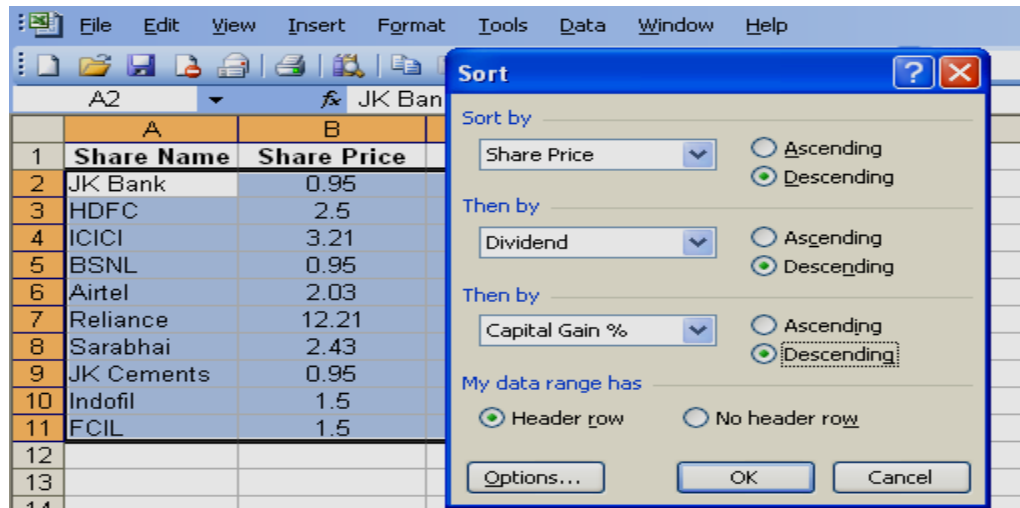 File Edit View Insert Format Tools Data Window Help
A2 fx JK Ban
A B
1 Share Name Share Price
2 JK Bank 0.95
3 HDFC 2.5
4 ICICI 3.21
5 BSNL 0.95
6 Airtel 2.03
7 Reliance 12.21
8 Sarabhai 2.43
9 JK Cements 0.95
10 Indofil 1.5
11 FCIL 1.5
12
13
14
Sort
Sort by
Share Price
Ascending
Descending
Then by
Dividend
Ascending
Descending
Then by
Capital Gain %
Ascending
Descending
My data range has
Header row No header row
Options... OK Cancel